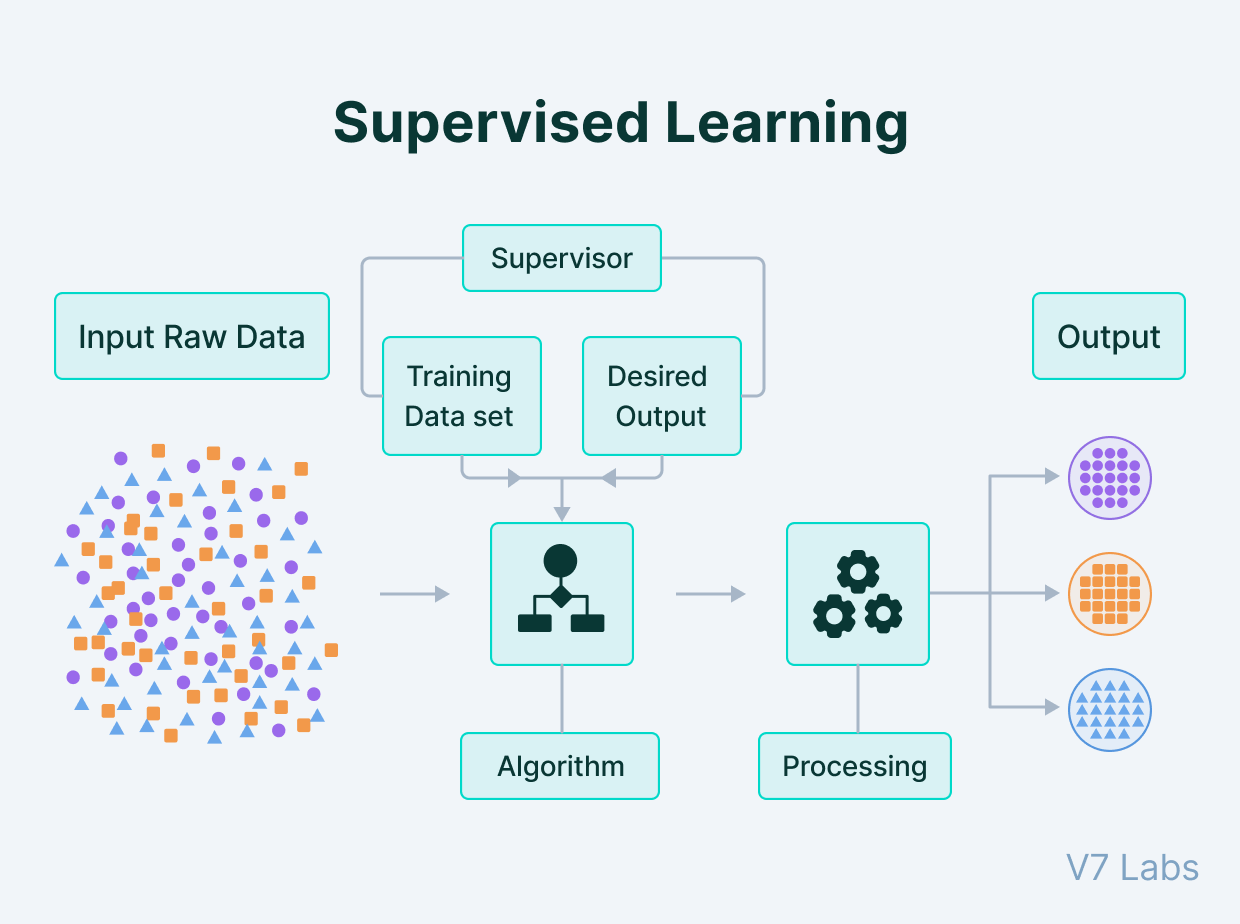 Supervised Learning
Supervisor
Input Raw Data
Training
Data set
Desired
Output
Output
Algorithm
Processing
V7 Labs